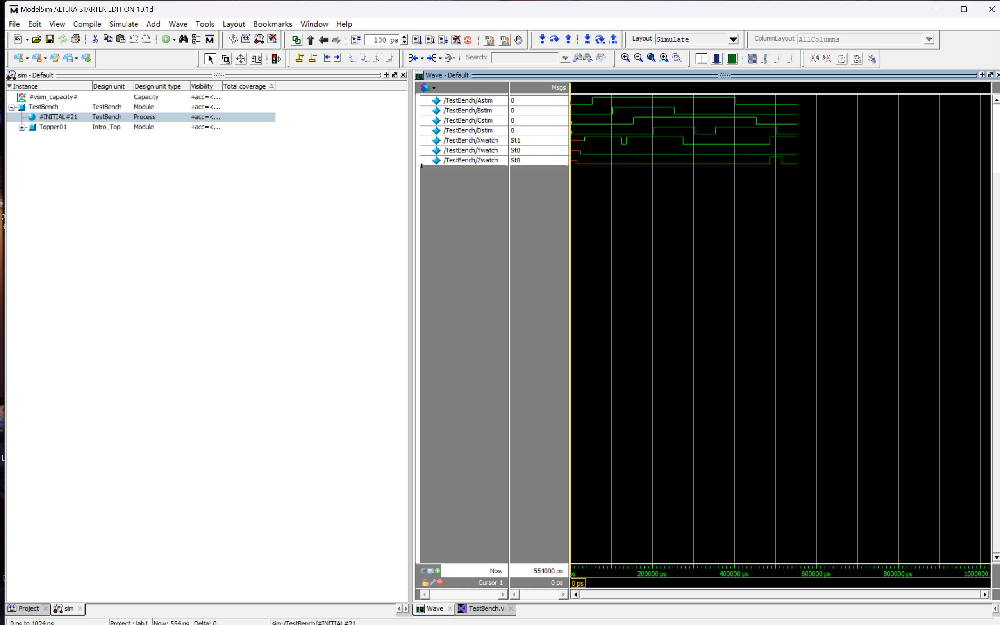 ModelSim ALTERA STARTER EDITION 10.1d
File Edit View Compile Simulate Add Wave Tools Layout Bookmarks Window Help
100 ps Layout Simulate ColumnLayout AllColumns
Search:
sim - Default
Instance Design unit Design unit type Visibility Total coverage
#vsim_capacity# Capacity +acc=<...
TestBench TestBench Module +acc=<...
#INITIAL#21 TestBench Process +acc=<...
Topper01 Intro_Top Module +acc=<...
Wave - Default
Msgs
/TestBench/Astim 0
/TestBench/Bstim 0
/TestBench/Cstim 0
/TestBench/Dstim 0
/TestBench/Xwatch St1
/TestBench/Ywatch St0
/TestBench/Zwatch St0
Now 554000 ps
ps 200000 ps 400000 ps 600000 ps 800000 ps 1000000
Cursor 1 0 ps 0 ps
Project sim Wave TestBench.v
0 ps to 1024 ns Project : lab1 Now: 554 ns Delta: 0 sim:/TestBench/#INITIAL#21